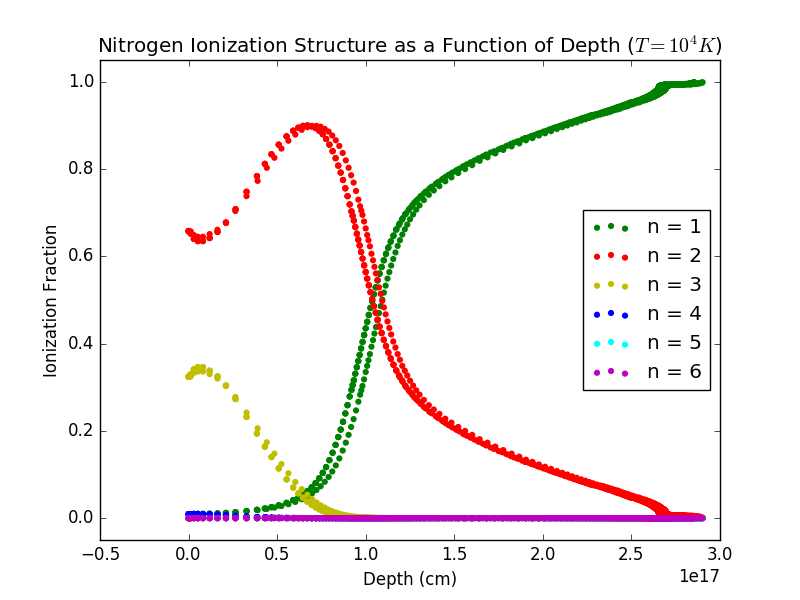 Nitrogen Ionization Structure as a Function of Depth (T = 10⁴K)
Ionization Fraction
1.0
0.8
0.6
0.4
0.2
0.0
n = 1
n = 2
n = 3
n = 4
n = 5
n = 6
−0.5 0.0 0.5 1.0 1.5 2.0 2.5 3.0
1e17
Depth (cm)